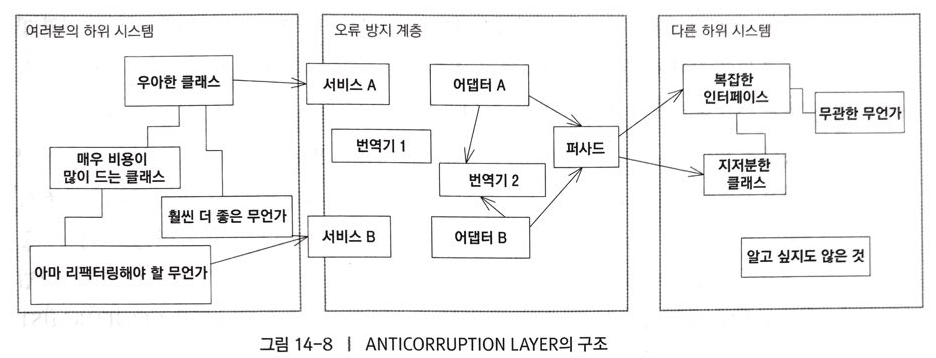 여러분의 하위 시스템
우아한 클래스
매우 비용이
많이 드는 클래스
훨씬 더 좋은 무언가
아마 리팩터링해야 할 무언가
오류 방지 계층
서비스 A
어댑터 A
번역기 1
퍼사드
번역기 2
서비스 B
어댑터 B
다른 하위 시스템
복잡한
인터페이스
무관한 무언가
지저분한
클래스
알고 싶지도 않은 것
그림 14-8 | ANTICORRUPTION LAYER의 구조